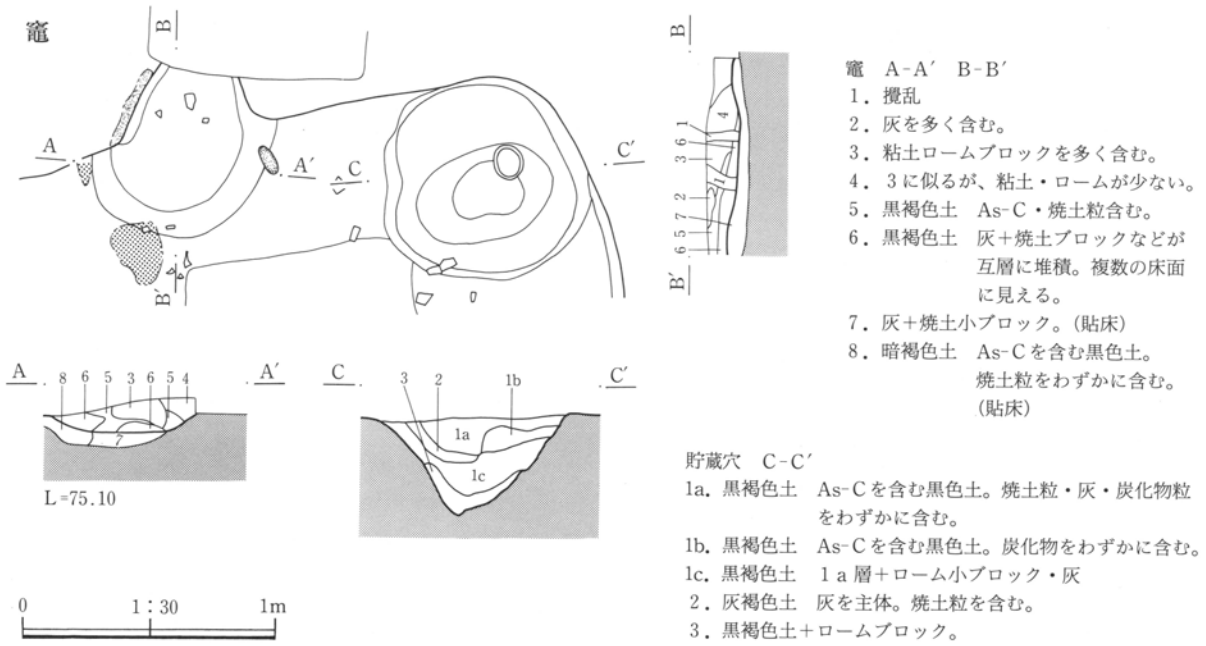 竈
B
A
A′
C
C′
B′
A 8 6 5 3 6 5 4 A′
7
L=75.10
C 3 2 1b C′
1a
1c
0 1:30 1m
B
4
1
6
3
1
2
7
5
6
B′
竈 A-A′ B-B′
1. 攪乱
2. 灰を多く含む。
3. 粘土ロームブロックを多く含む。
4. 3に似るが、粘土・ロームが少ない。
5. 黒褐色土 As-C・焼土粒含む。
6. 黒褐色土 灰+焼土ブロックなどが
互層に堆積。複数の床面
に見える。
7. 灰+焼土小ブロック。(貼床)
8. 暗褐色土 As-Cを含む黒色土。
焼土粒をわずかに含む。
(貼床)
貯蔵穴 C-C′
1a. 黒褐色土 As-Cを含む黒色土。焼土粒・灰・炭化物粒
をわずかに含む。
1b. 黒褐色土 As-Cを含む黒色土。炭化物をわずかに含む。
1c. 黒褐色土 1a層+ローム小ブロック・灰
2. 灰褐色土 灰を主体。焼土粒を含む。
3. 黒褐色土+ロームブロック。